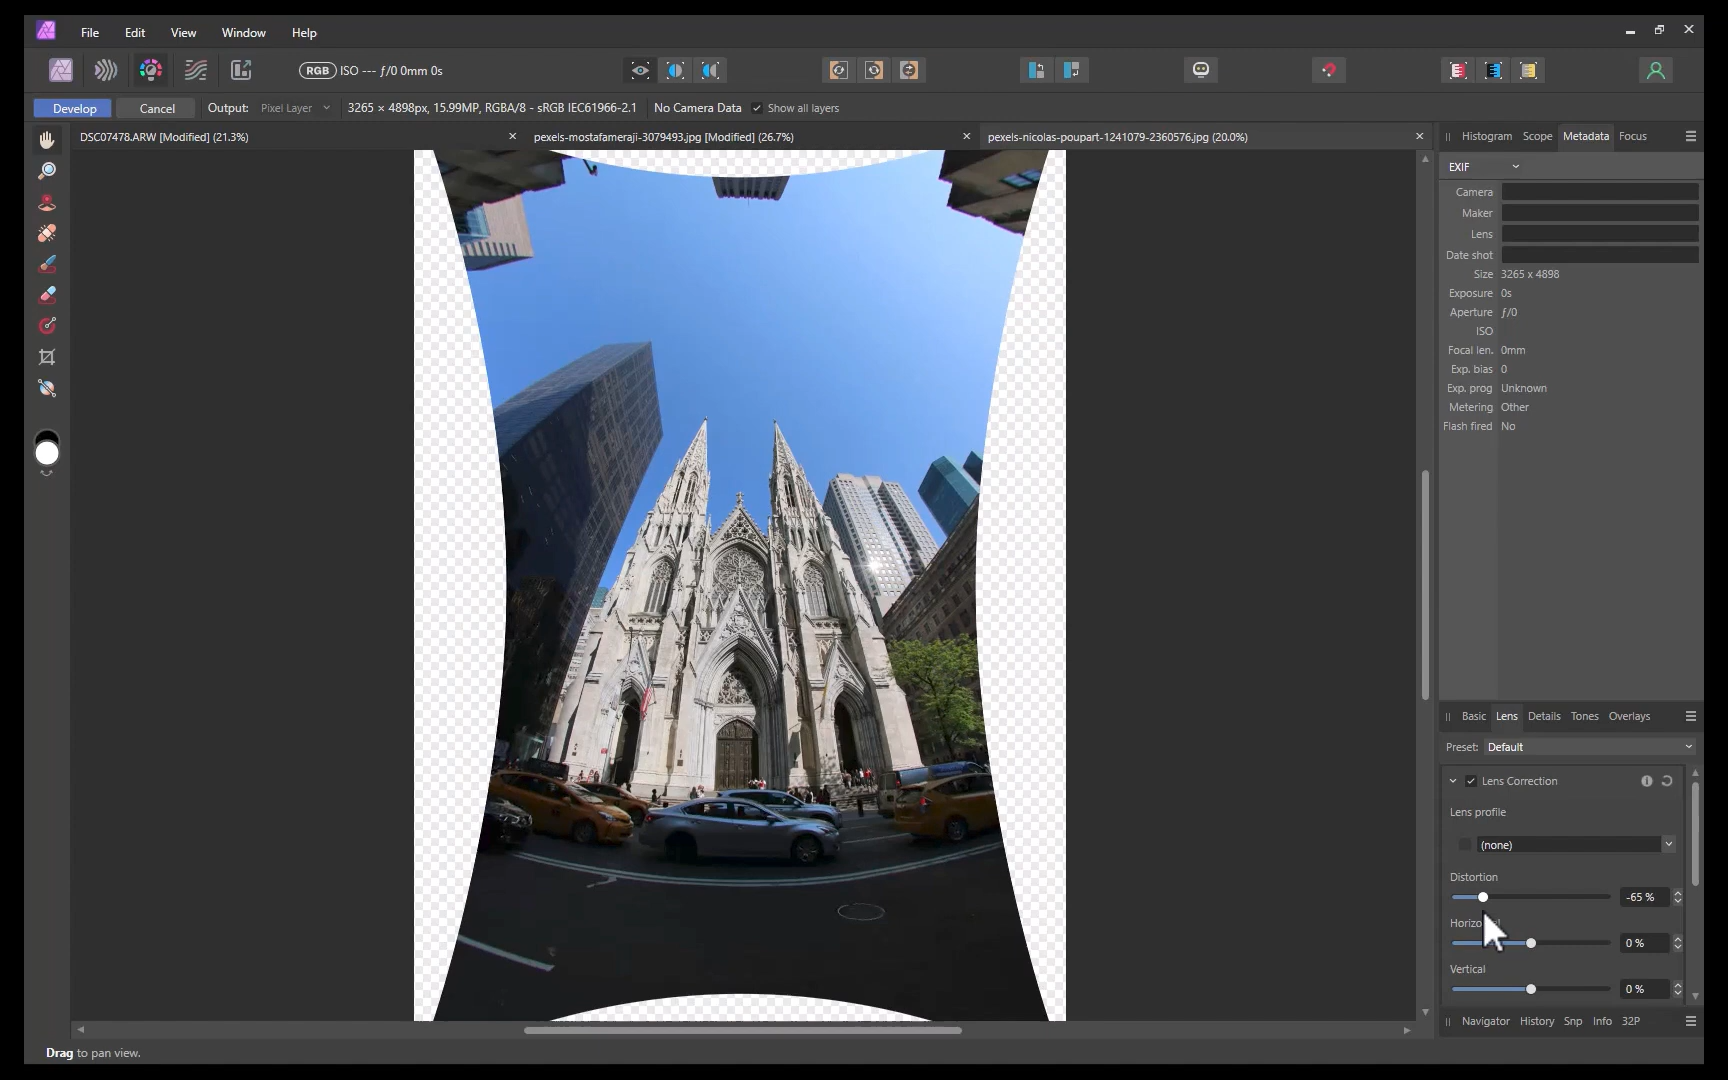 File Edit View Window Help
RGB ISO --- ƒ/0 0mm 0s
Develop Cancel Output: Pixel Layer 3265 × 4898px, 15.99MP, RGBA/8 - sRGB IEC61966-2.1 No Camera Data Show all layers
DSC07478.ARW [Modified] (21.3%) pexels-mostafameraji-3079493.jpg [Modified] (26.7%) pexels-nicolas-poupart-1241079-2360576.jpg (20.0%)
Histogram Scope Metadata Focus
EXIF
Camera
Maker
Lens
Date shot
Size 3265 x 4898
Exposure 0s
Aperture ƒ/0
ISO
Focal len. 0mm
Exp. bias 0
Exp. prog Unknown
Metering Other
Flash fired No
Basic Lens Details Tones Overlays
Preset: Default
Lens Correction
Lens profile
(none)
Distortion
-65 %
0 %
Vertical
0 %
Navigator History Snp Info 32P
Drag to pan view.